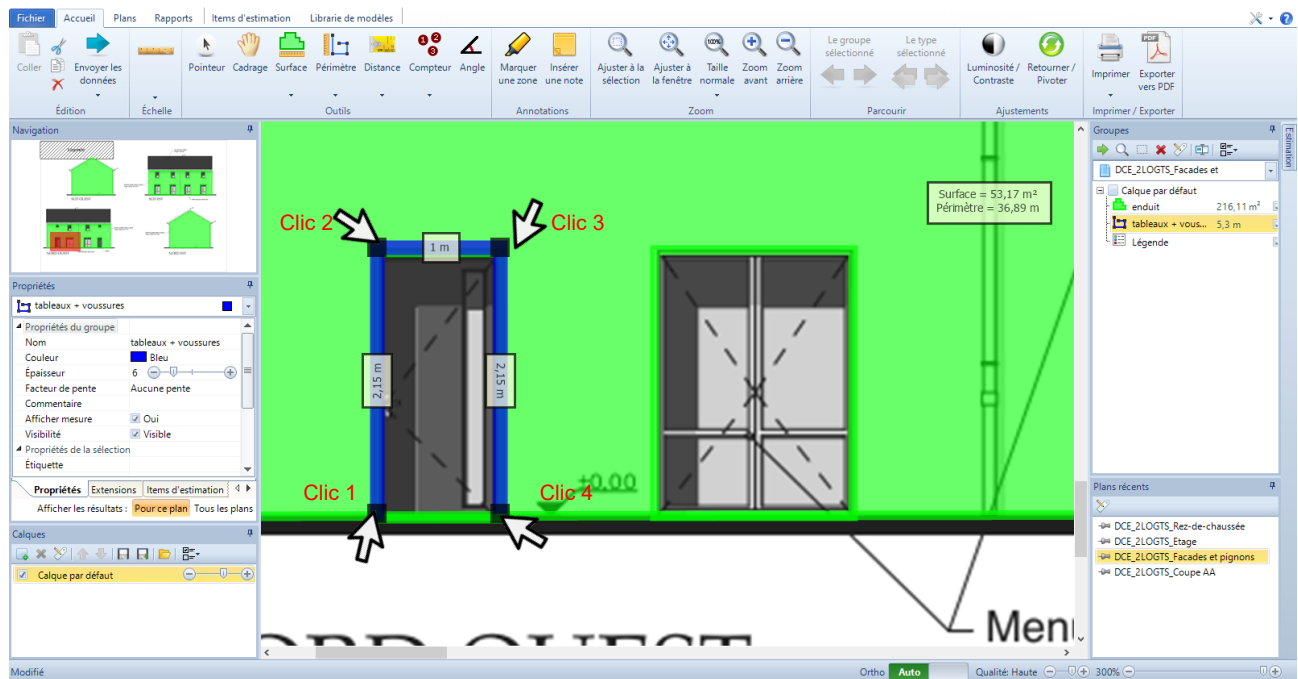 Fichier Accueil Plans Rapports Items d'estimation Librairie de modèles
Coller Envoyer les données
Édition
Échelle
Pointeur Cadrage Surface Périmètre Distance Compteur Angle
Outils
Marquer une zone Insérer une note
Annotations
Ajuster à la sélection Ajuster à la fenêtre 100% Taille normale Zoom avant Zoom arrière
Zoom
Le groupe sélectionné Le type sélectionné
Parcourir
Luminosité / Contraste Retourner / Pivoter
Ajustements
Imprimer Exporter vers PDF
Imprimer / Exporter
Navigation
Propriétés
tableaux + voussures
Propriétés du groupe
Nom tableaux + voussures
Couleur Bleu
Épaisseur 6
Facteur de pente Aucune pente
Commentaire
Afficher mesure Oui
Visibilité Visible
Propriétés de la sélection
Étiquette
Propriétés Extensions Items d'estimation
Afficher les résultats : Pour ce plan Tous les plans
Calques
Calque par défaut
Modifié
Clic 2
Clic 3
1 m
2,15 m
2,15 m
Clic 1
Clic 4
±0.00
Surface = 53,17 m²
Périmètre = 36,89 m
Menu
Ortho Auto Qualité: Haute 300%
Groupes
DCE_2LOGTS_Facades et
Calque par défaut
enduit 216,11 m²
tableaux + vous... 5,3 m
Légende
Estimation
Plans récents
DCE_2LOGTS_Rez-de-chaussée
DCE_2LOGTS_Etage
DCE_2LOGTS_Facades et pignons
DCE_2LOGTS_Coupe AA